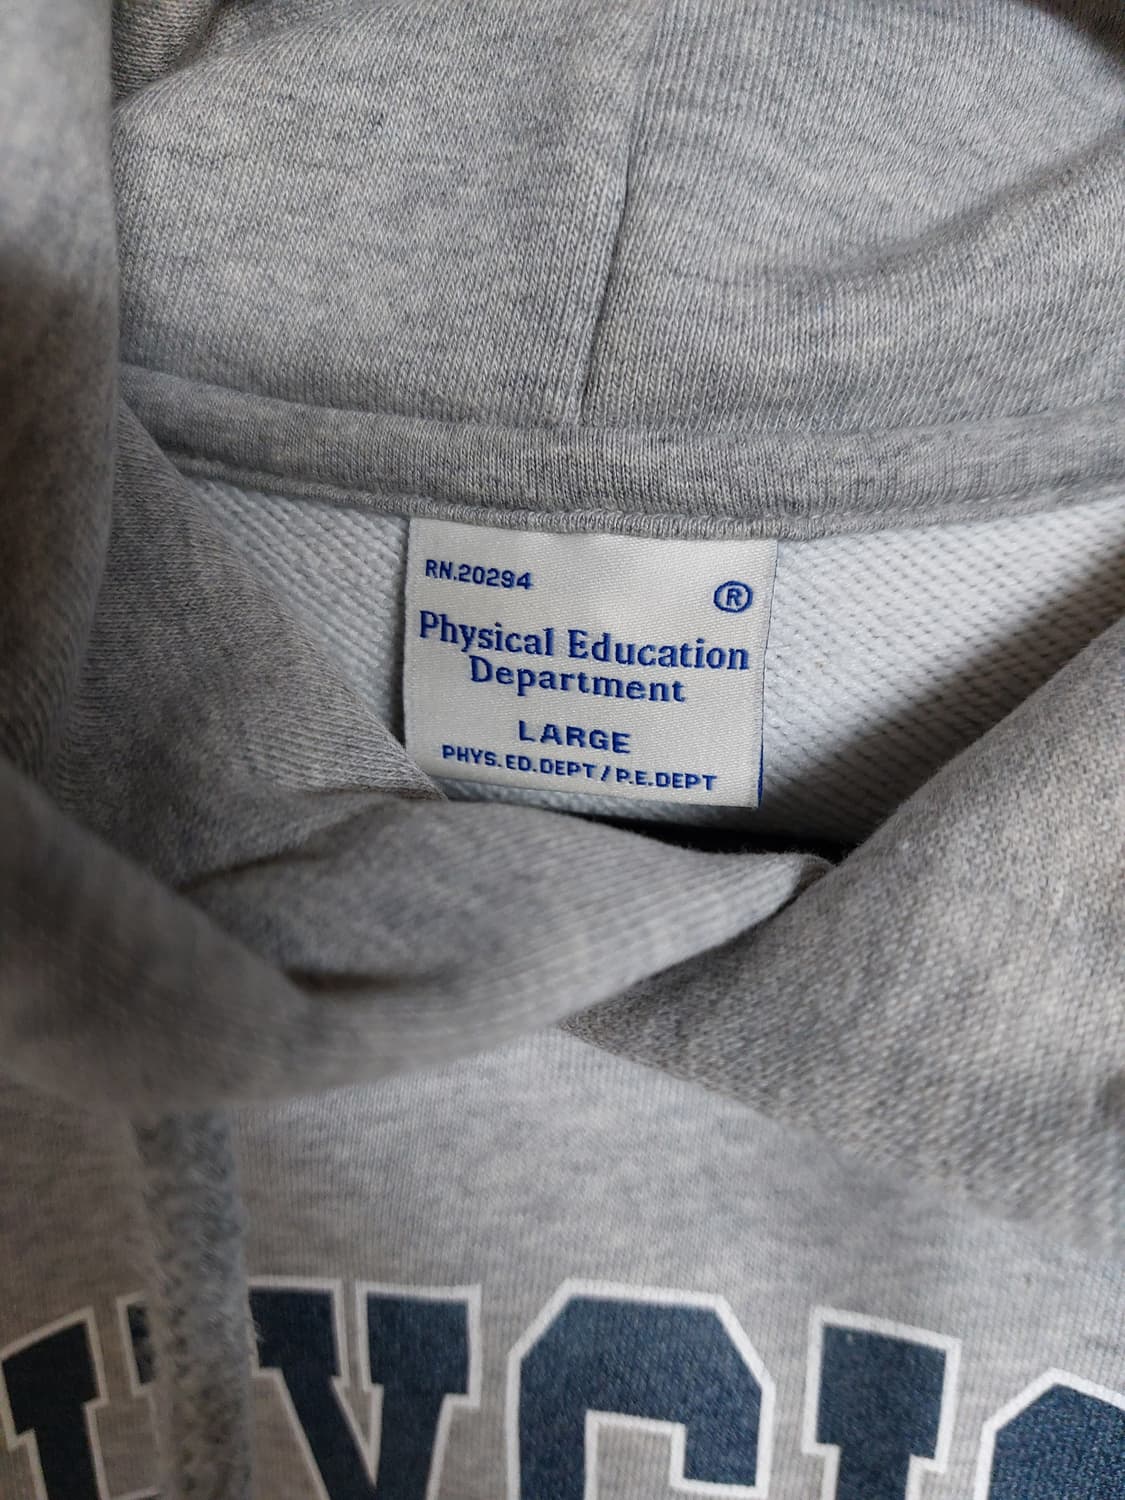 RN.20294
®
Physical Education
Department
LARGE
PHYS.ED.DEPT / P.E.DEPT